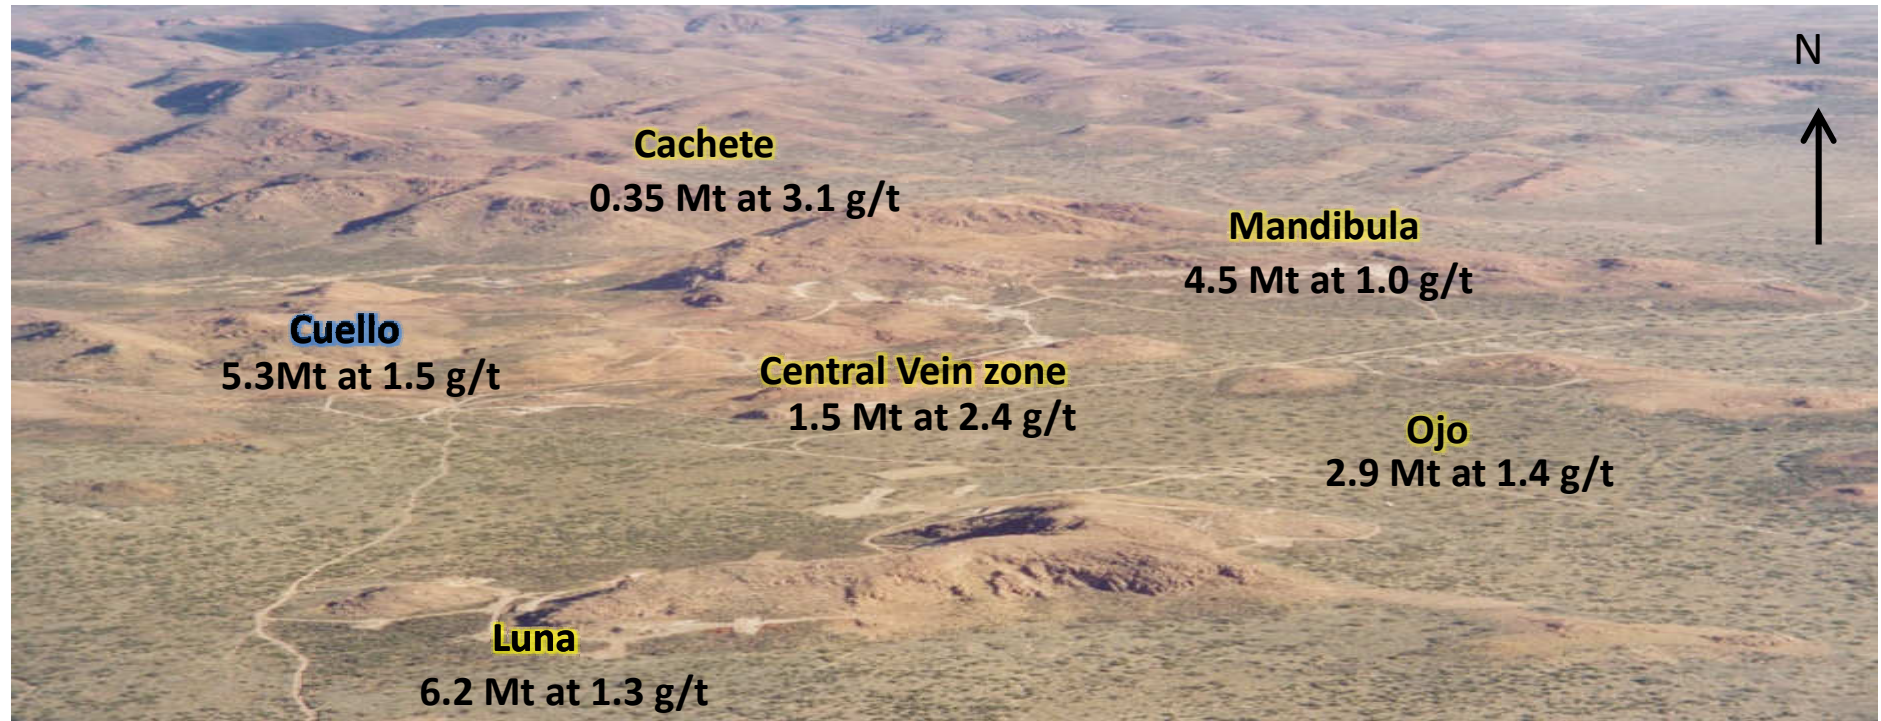 N
Cachete
0.35 Mt at 3.1 g/t
Mandibula
4.5 Mt at 1.0 g/t
Cuello
5.3Mt at 1.5 g/t
Central Vein zone
1.5 Mt at 2.4 g/t
Ojo
2.9 Mt at 1.4 g/t
Luna
6.2 Mt at 1.3 g/t